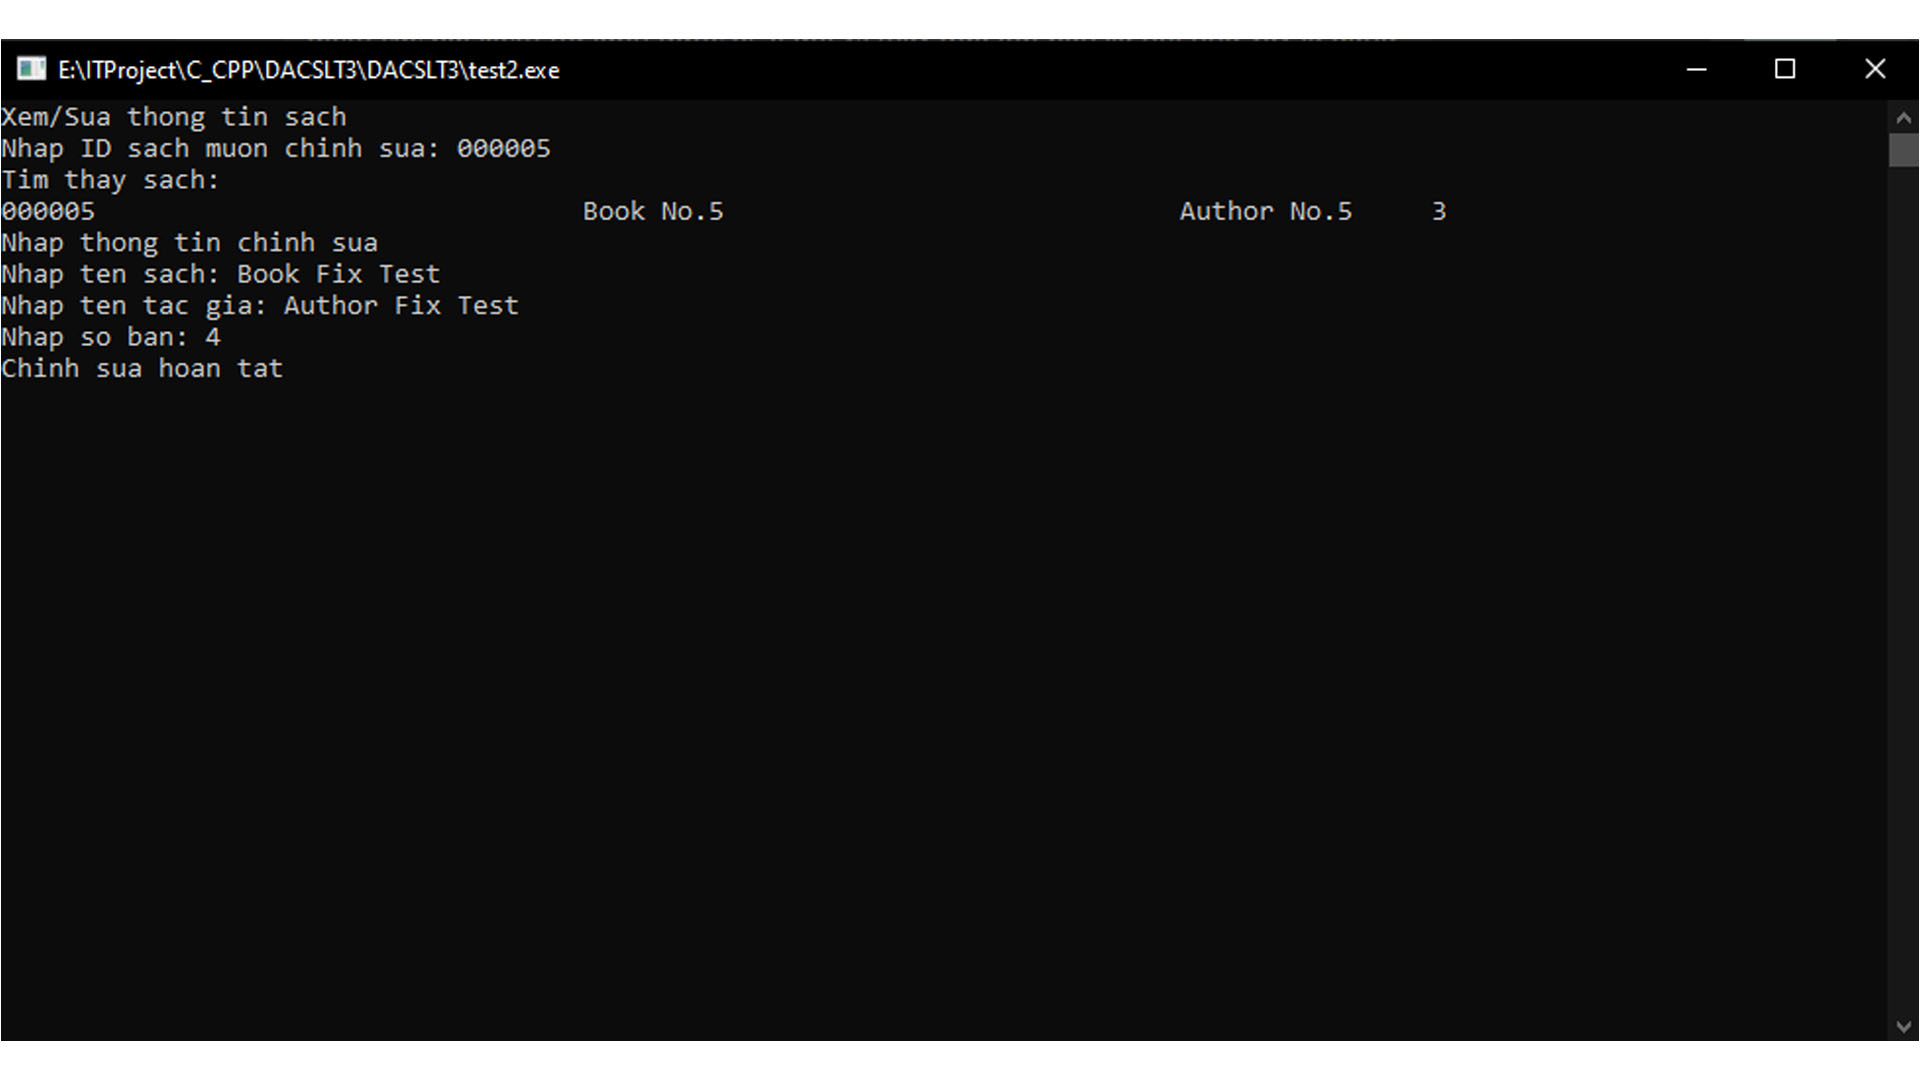 E:\ITProject\C_CPP\DACSLT3\DACSLT3\test2.exe
Xem/Sua thong tin sach
Nhap ID sach muon chinh sua: 000005
Tim thay sach:
000005 Book No.5 Author No.5 3
Nhap thong tin chinh sua
Nhap ten sach: Book Fix Test
Nhap ten tac gia: Author Fix Test
Nhap so ban: 4
Chinh sua hoan tat